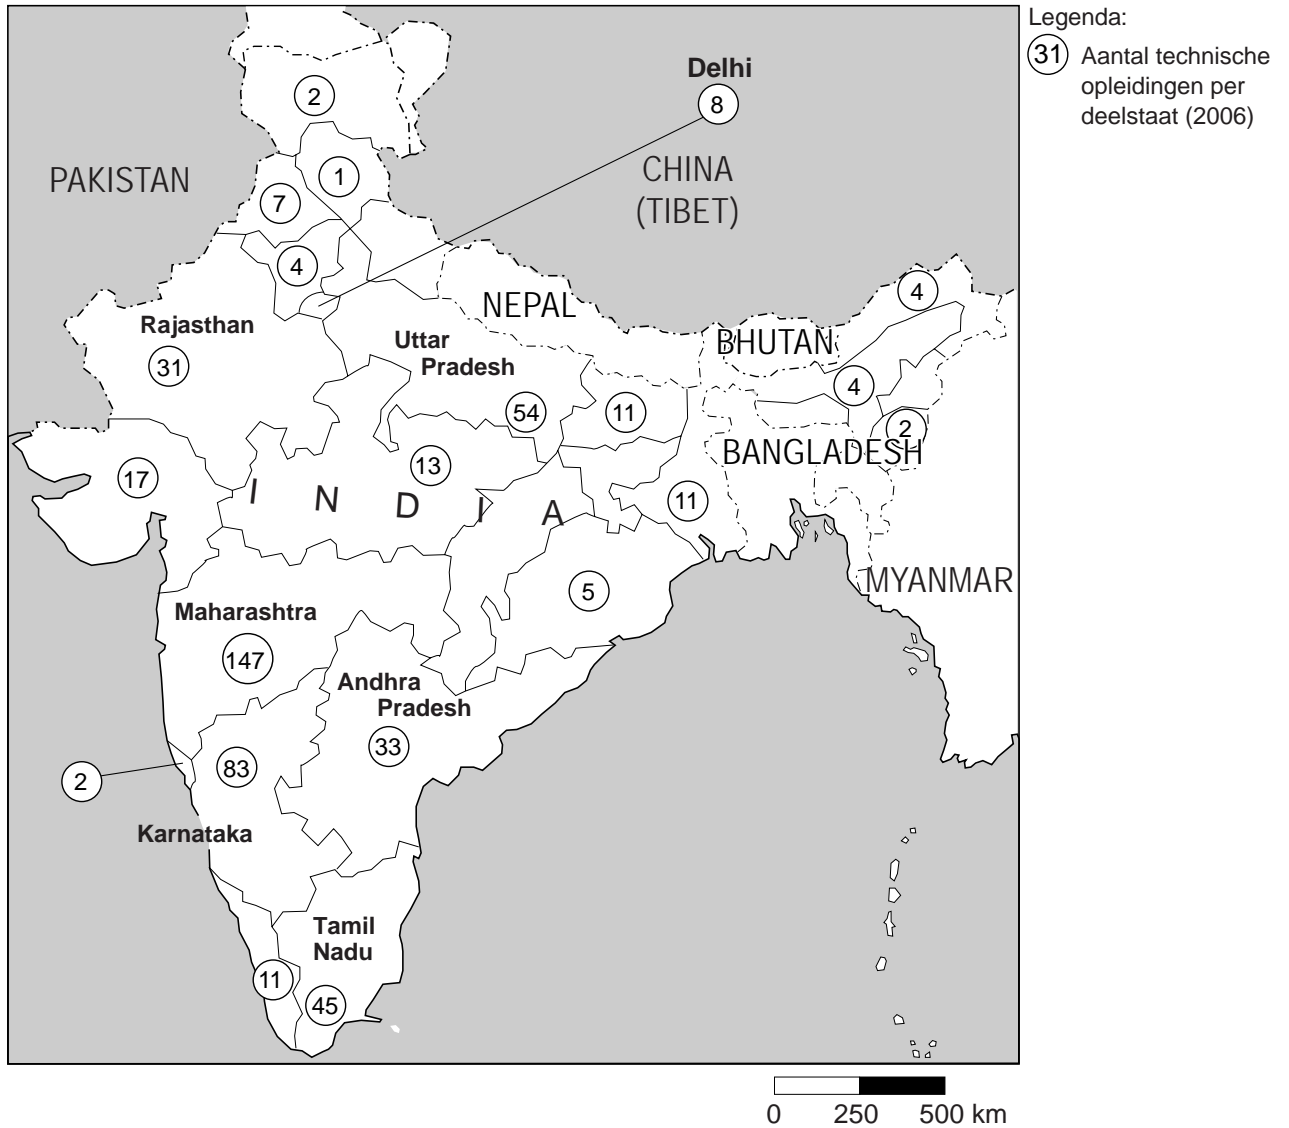 Legenda:
31 Aantal technische
opleidingen per
deelstaat (2006)
Delhi
8
2
CHINA
(TIBET)
PAKISTAN
1
7
4
4
NEPAL
Rajasthan
31
Uttar
Pradesh
54
BHUTAN
4
11
2
BANGLADESH
13
17
I N D I A
11
5
MYANMAR
Maharashtra
147
Andhra
Pradesh
33
83
2
Karnataka
Tamil
Nadu
11
45
0 250 500 km